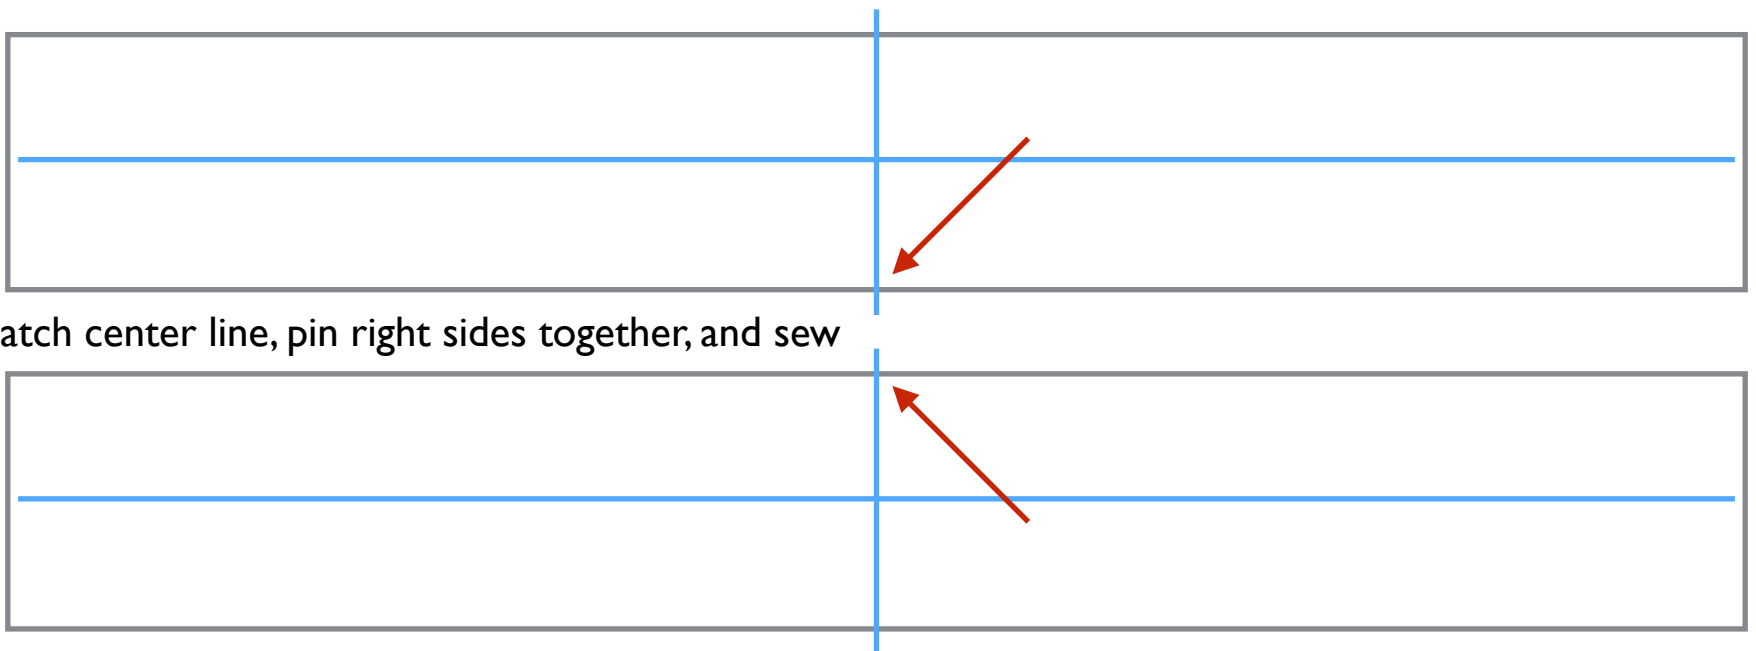 atch center line, pin right sides together, and sew